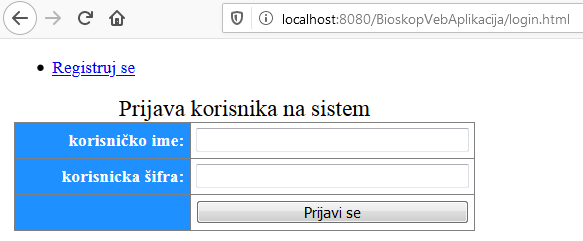 localhost:8080/BioskopVebAplikacija/login.html
Registruj se
Prijava korisnika na sistem
korisničko ime:
korisnicka šifra:
Prijavi se